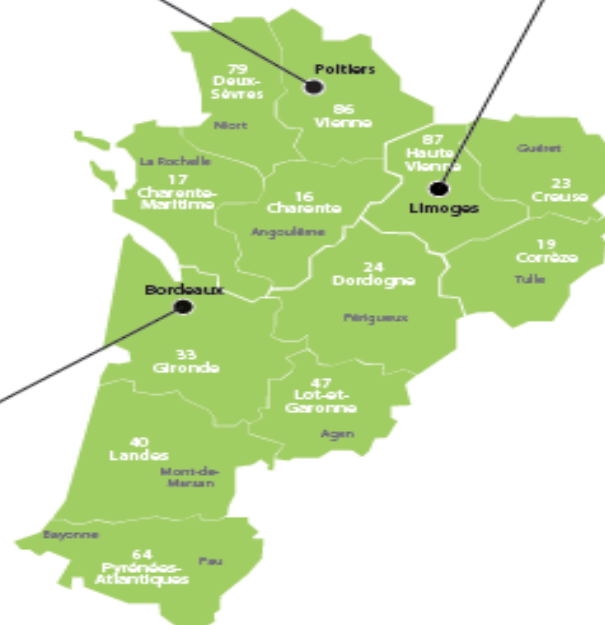 79
Deux-
Sèvres
Poitiers
86
Vienne
Niort
87
Haute
Vienne
Guéret
La Rochelle
17
Charente-
Maritime
16
Charente
23
Creuse
Limoges
Angoulême
19
Corrèze
24
Dordogne
Tulle
Bordeaux
Périgueux
33
Gironde
47
Lot-et-
Garonne
Agen
40
Landes
Mont-de-
Marsan
Bayonne
64
Pyrénées-
Atlantiques
Pau